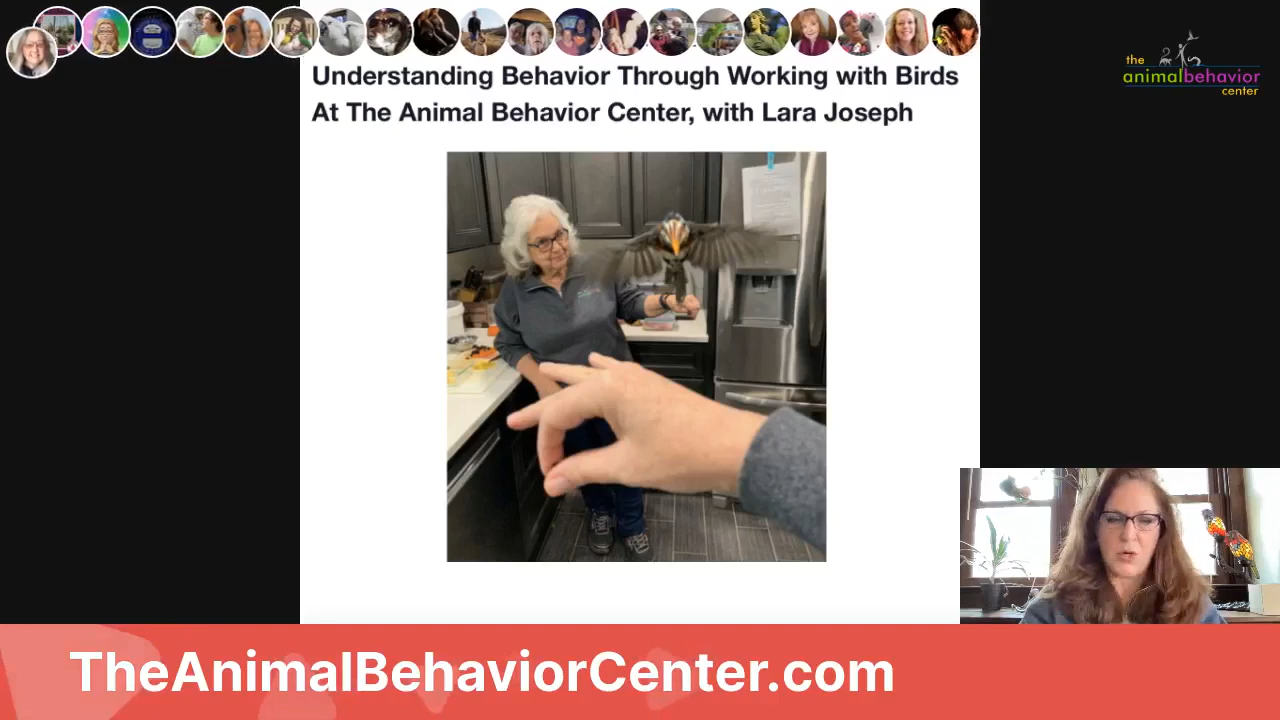 Understanding Behavior Through Working with Birds
At The Animal Behavior Center, with Lara Joseph
the
animalbehavior
center
TheAnimalBehaviorCenter.com